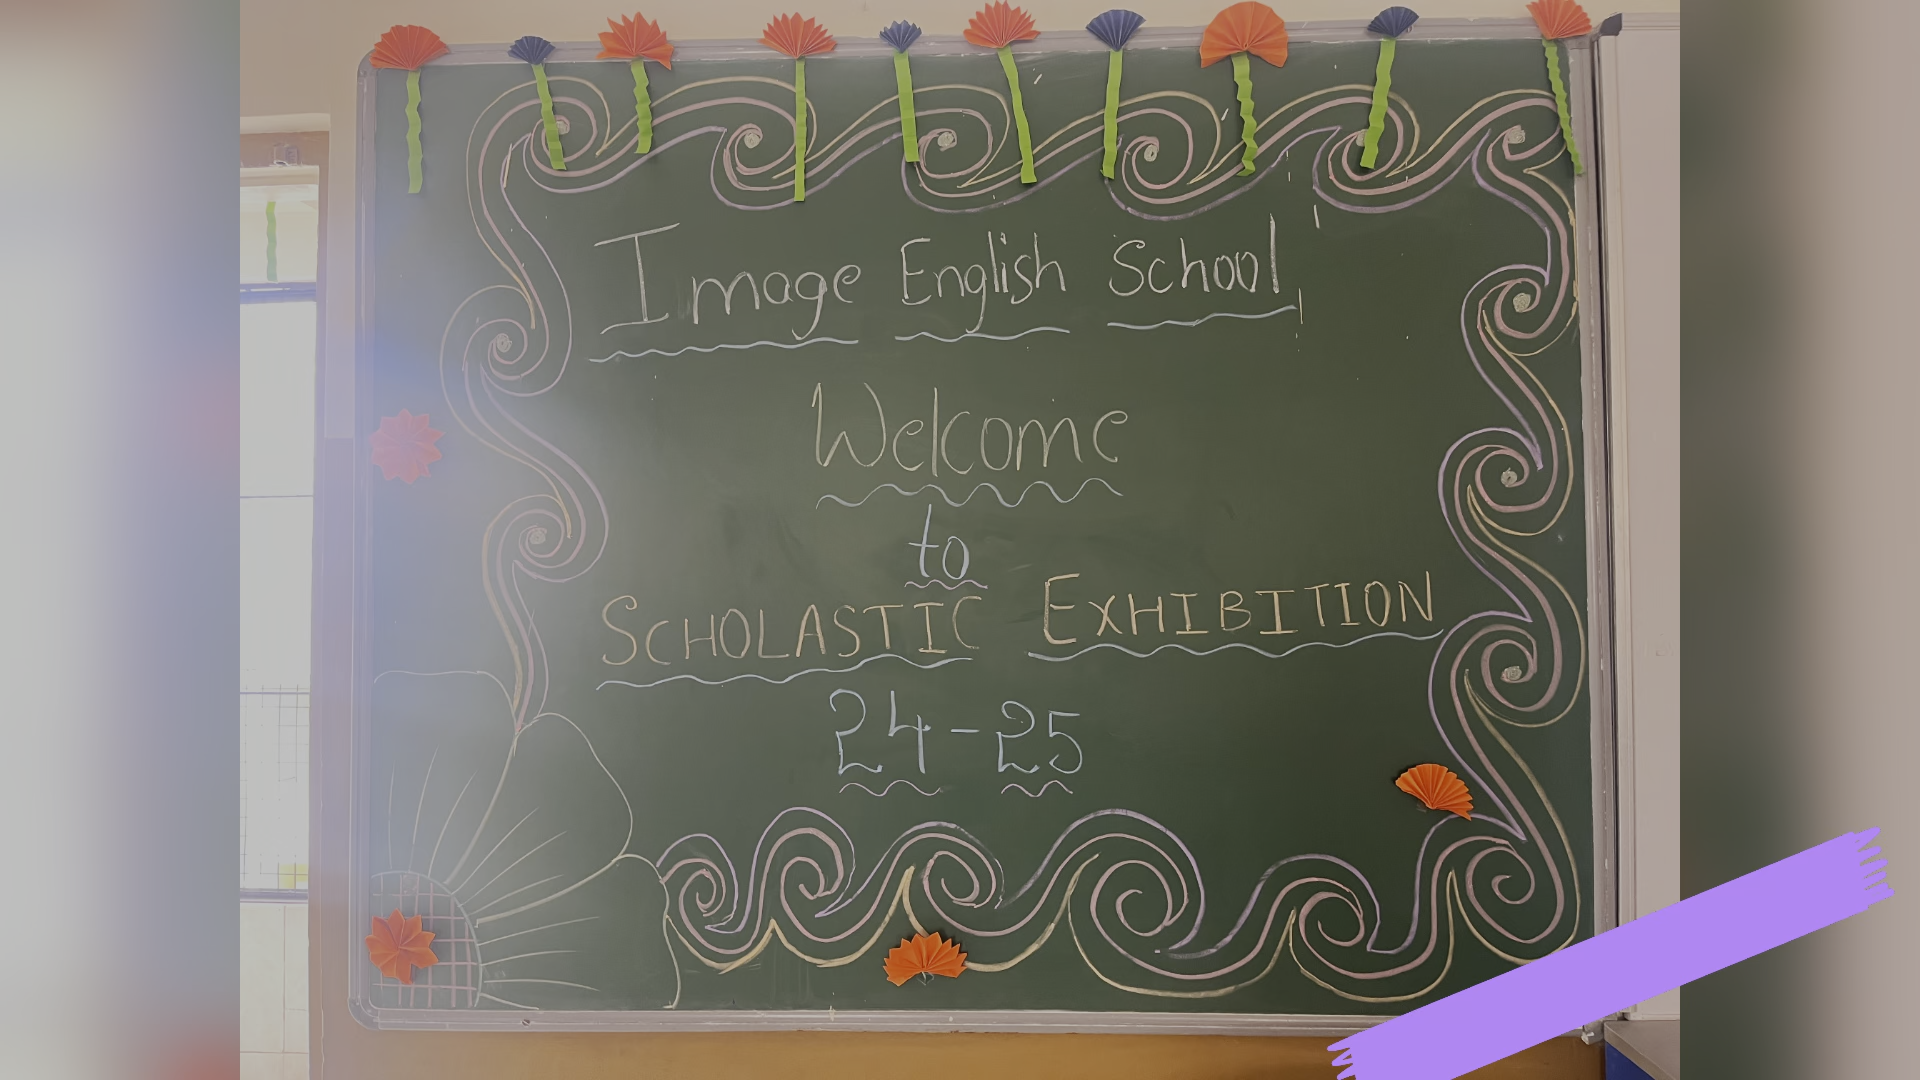 Image English School
Welcome
to
SCHOLASTIC EXHIBITION
24-25